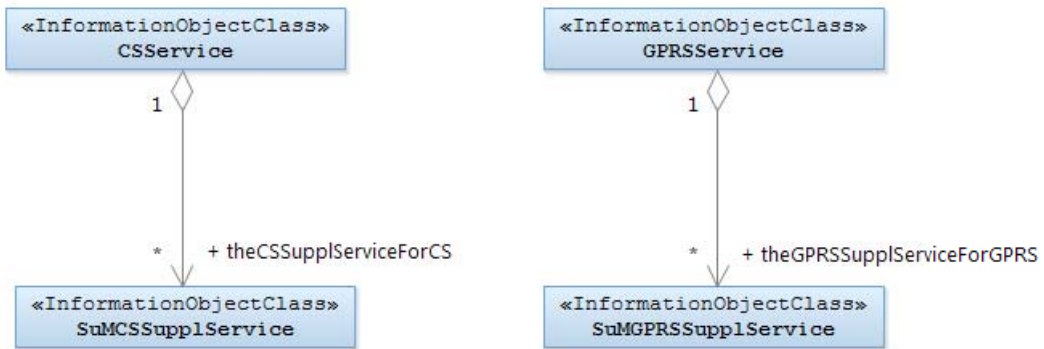 «InformationObjectClass»
CSService
1
*
+ theCSSupplServiceForCS
«InformationObjectClass»
SuMCSSupplService
«InformationObjectClass»
GPRSService
1
*
+ theGPRSSupplServiceForGPRS
«InformationObjectClass»
SuMGPRSSupplService